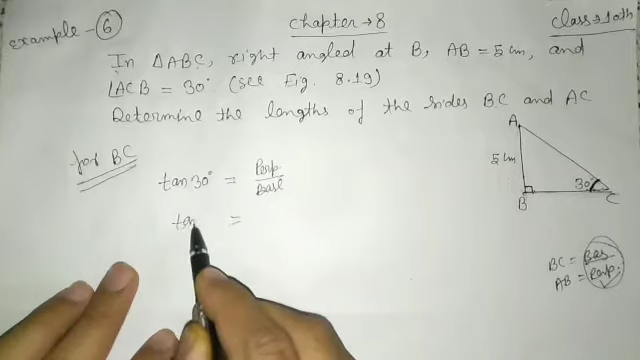 Example - 6
Chapter → 8
Class → 10th
In △ABC, right angled at B, AB = 5 cm, and
∠ACB = 30° (see Fig. 8.19)
Determine the lengths of the sides BC and AC
for BC
tan 30° = Perp / Base
tan =
A
5 cm
30°
B
C
BC = Bas
AB = Perp.